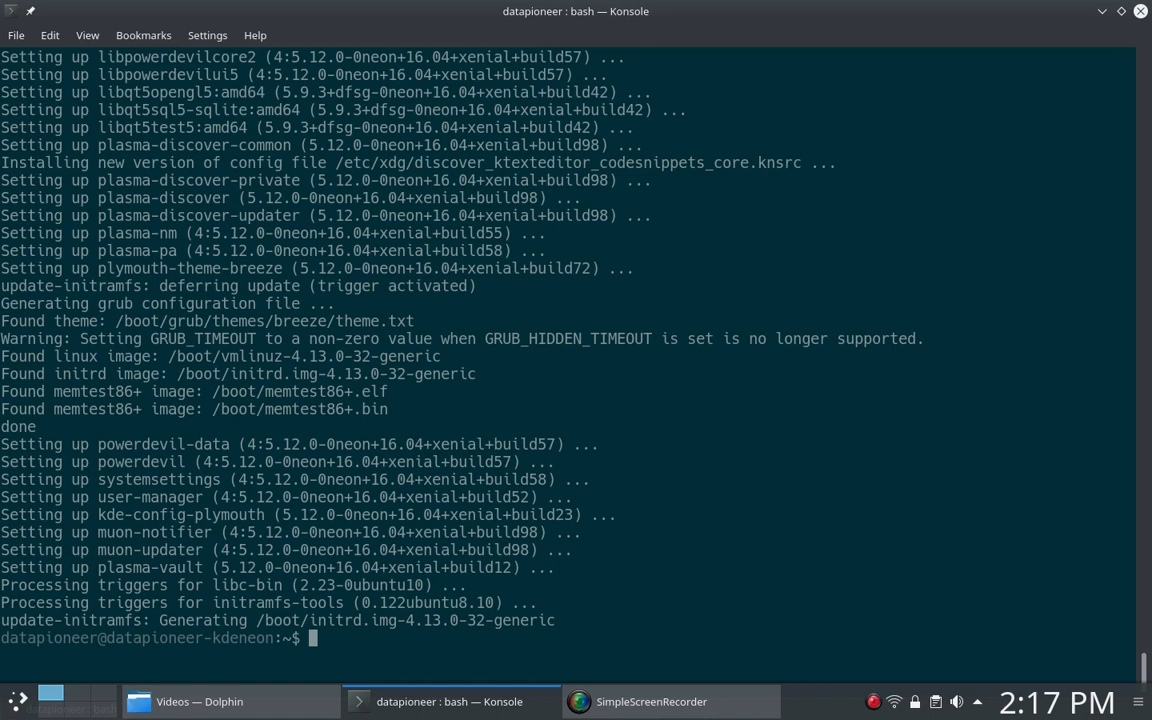 datapioneer : bash — Konsole
File Edit View Bookmarks Settings Help
Setting up libpowerdevilcore2 (4:5.12.0-0neon+16.04+xenial+build57) ...
Setting up libpowerdevilui5 (4:5.12.0-0neon+16.04+xenial+build57) ...
Setting up libqt5opengl5:amd64 (5.9.3+dfsg-0neon+16.04+xenial+build42) ...
Setting up libqt5sql5-sqlite:amd64 (5.9.3+dfsg-0neon+16.04+xenial+build42) ...
Setting up libqt5test5:amd64 (5.9.3+dfsg-0neon+16.04+xenial+build42) ...
Setting up plasma-discover-common (5.12.0-0neon+16.04+xenial+build98) ...
Installing new version of config file /etc/xdg/discover_ktexteditor_codesnippets_core.knsrc ...
Setting up plasma-discover-private (5.12.0-0neon+16.04+xenial+build98) ...
Setting up plasma-discover (5.12.0-0neon+16.04+xenial+build98) ...
Setting up plasma-discover-updater (5.12.0-0neon+16.04+xenial+build98) ...
Setting up plasma-nm (4:5.12.0-0neon+16.04+xenial+build55) ...
Setting up plasma-pa (4:5.12.0-0neon+16.04+xenial+build58) ...
Setting up plymouth-theme-breeze (5.12.0-0neon+16.04+xenial+build72) ...
update-initramfs: deferring update (trigger activated)
Generating grub configuration file ...
Found theme: /boot/grub/themes/breeze/theme.txt
Warning: Setting GRUB_TIMEOUT to a non-zero value when GRUB_HIDDEN_TIMEOUT is set is no longer supported.
Found linux image: /boot/vmlinuz-4.13.0-32-generic
Found initrd image: /boot/initrd.img-4.13.0-32-generic
Found memtest86+ image: /boot/memtest86+.elf
Found memtest86+ image: /boot/memtest86+.bin
done
Setting up powerdevil-data (4:5.12.0-0neon+16.04+xenial+build57) ...
Setting up powerdevil (4:5.12.0-0neon+16.04+xenial+build57) ...
Setting up systemsettings (4:5.12.0-0neon+16.04+xenial+build58) ...
Setting up user-manager (4:5.12.0-0neon+16.04+xenial+build52) ...
Setting up kde-config-plymouth (5.12.0-0neon+16.04+xenial+build23) ...
Setting up muon-notifier (4:5.12.0-0neon+16.04+xenial+build98) ...
Setting up muon-updater (4:5.12.0-0neon+16.04+xenial+build98) ...
Setting up plasma-vault (5.12.0-0neon+16.04+xenial+build12) ...
Processing triggers for libc-bin (2.23-0ubuntu10) ...
Processing triggers for initramfs-tools (0.122ubuntu8.10) ...
update-initramfs: Generating /boot/initrd.img-4.13.0-32-generic
datapioneer@datapioneer-kdeneon:~$
Videos — Dolphin datapioneer : bash — Konsole SimpleScreenRecorder 2:17 PM